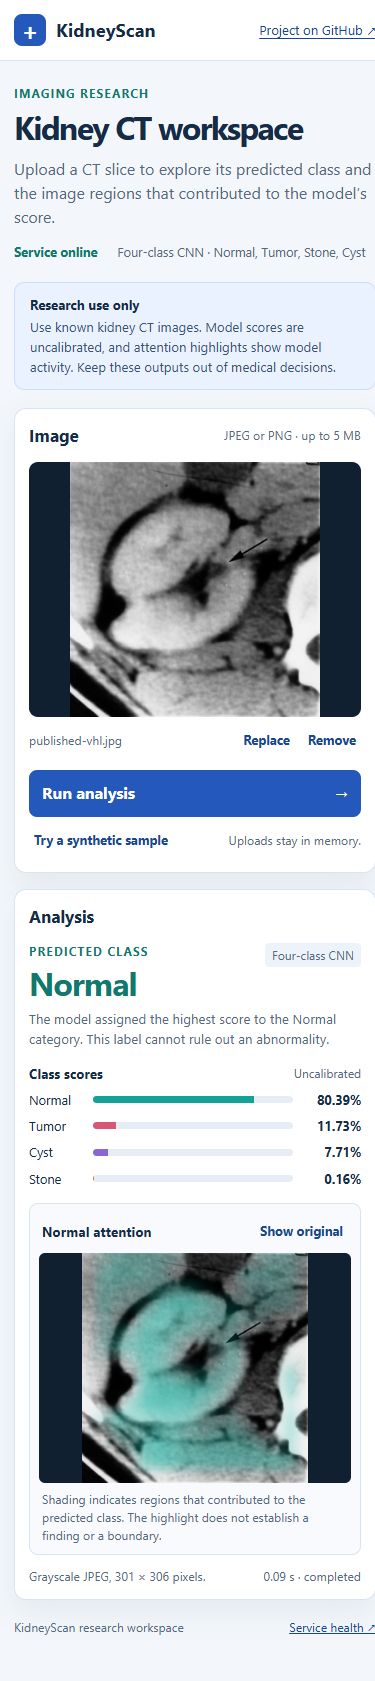 KidneyScan
Project on GitHub ↗
IMAGING RESEARCH
Kidney CT workspace
Upload a CT slice to explore its predicted class and
the image regions that contributed to the model's
score.
Service online
Four-class CNN · Normal, Tumor, Stone, Cyst
Research use only
Use known kidney CT images. Model scores are
uncalibrated, and attention highlights show model
activity. Keep these outputs out of medical decisions.
Image
JPEG or PNG · up to 5 MB
published-vhl.jpg
Replace
Remove
Run analysis →
Try a synthetic sample
Uploads stay in memory.
Analysis
PREDICTED CLASS
Four-class CNN
Normal
The model assigned the highest score to the Normal
category. This label cannot rule out an abnormality.
Class scores
Uncalibrated
Normal 80.39%
Tumor 11.73%
Cyst 7.71%
Stone 0.16%
Normal attention
Show original
Shading indicates regions that contributed to the
predicted class. The highlight does not establish a
finding or a boundary.
Grayscale JPEG, 301 × 306 pixels.
0.09 s · completed
KidneyScan research workspace
Service health ↗